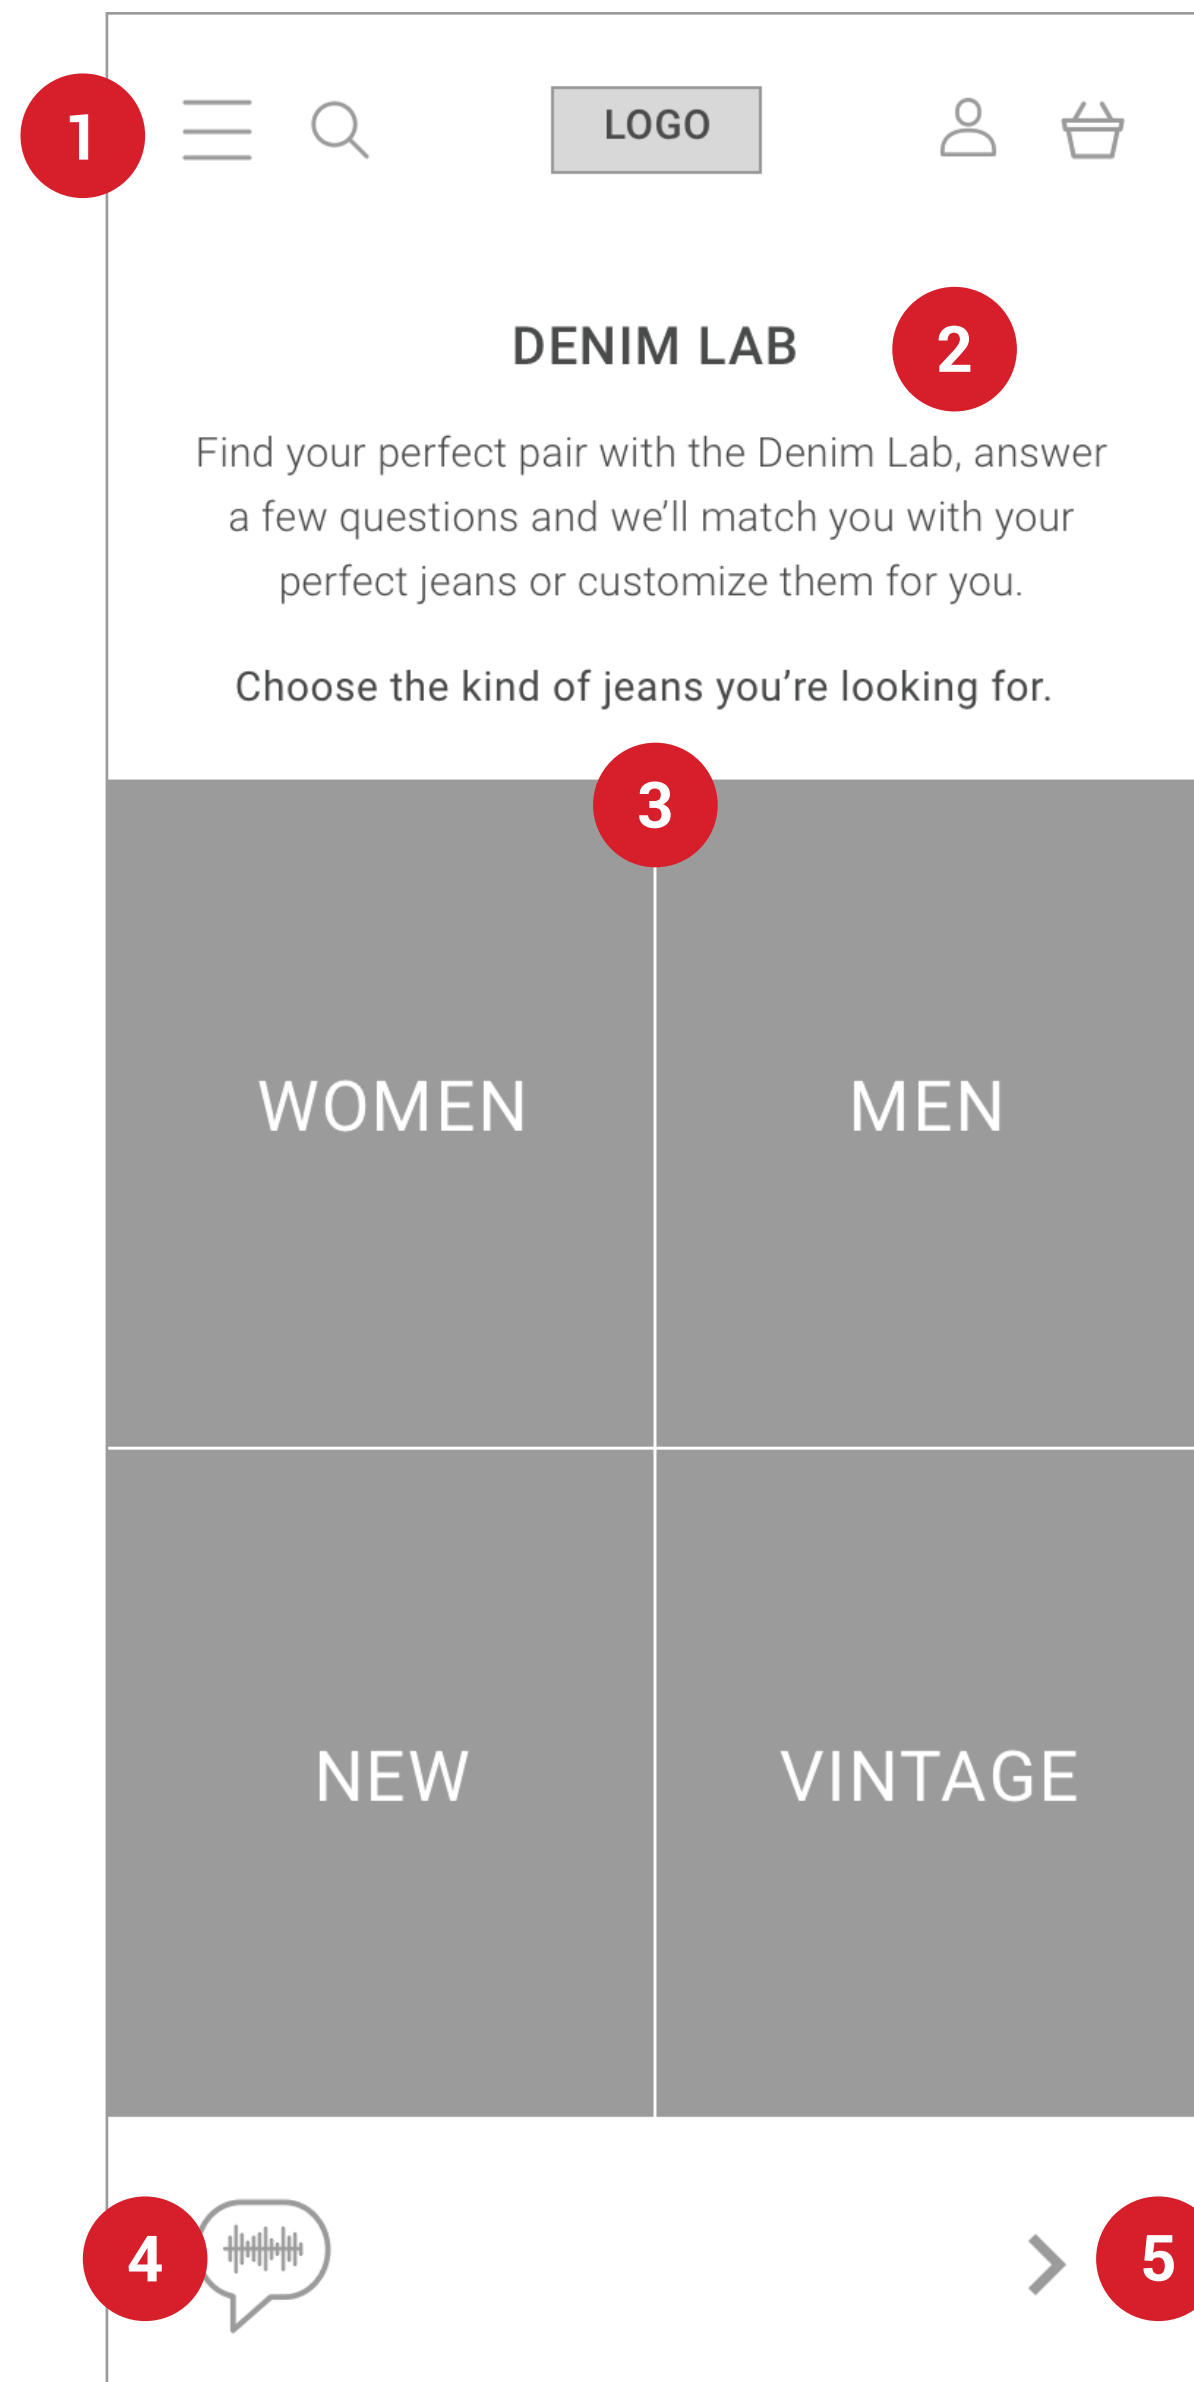 1
LOGO
DENIM LAB
2
Find your perfect pair with the Denim Lab, answer
a few questions and we’ll match you with your
perfect jeans or customize them for you.
Choose the kind of jeans you’re looking for.
3
WOMEN
MEN
NEW
VINTAGE
4
5